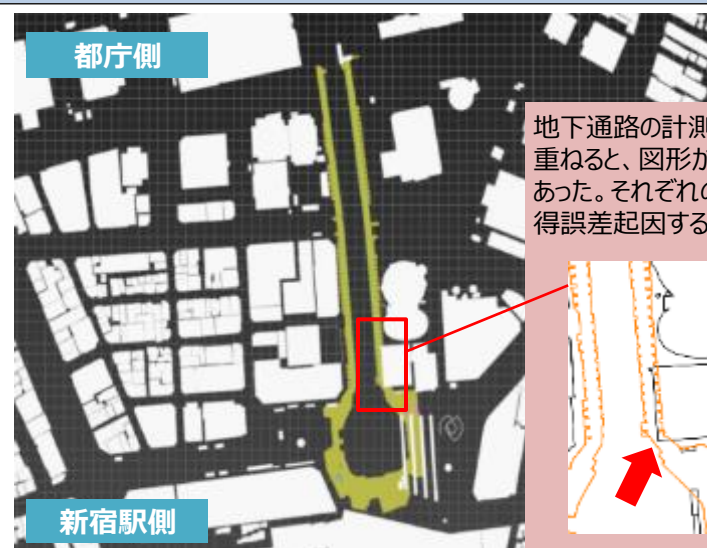 都庁側
地下通路の計測
重ねると、図形が
あった。それぞれの
得誤差起因する
新宿駅側